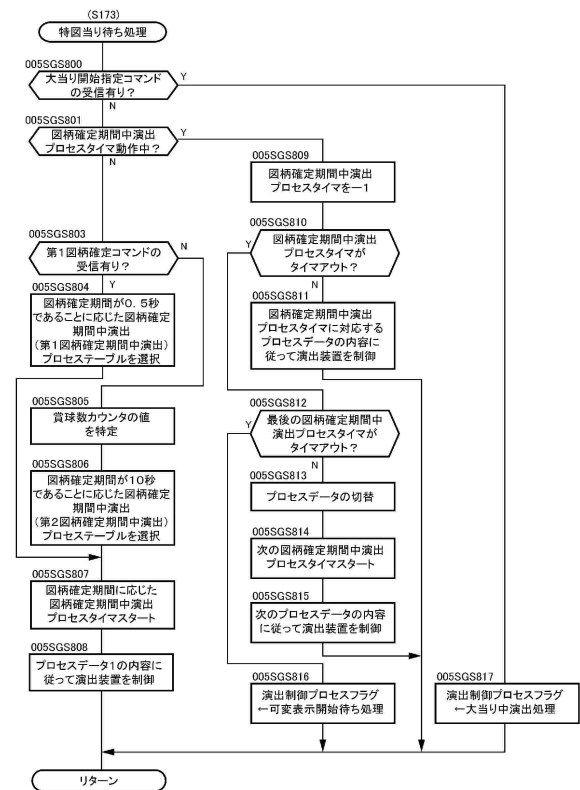 (S173)
特図当り待ち処理
005SGS800
大当り開始指定コマンド
の受信有り？
Y
N
005SGS801
図柄確定期間中演出
プロセスタイマ動作中？
Y
N
005SGS803
第1図柄確定コマンドの
受信有り？
N
Y
005SGS804
図柄確定期間が0.5秒
であることに応じた図柄確定
期間中演出
(第1図柄確定期間中演出)
プロセステーブルを選択
005SGS805
賞球数カウンタの値
を特定
005SGS806
図柄確定期間が10秒
であることに応じた図柄確定
期間中演出
(第2図柄確定期間中演出)
プロセステーブルを選択
005SGS807
図柄確定期間に応じた
図柄確定期間中演出
プロセスタイマスタート
005SGS808
プロセスデータ1の内容に
従って演出装置を制御
005SGS809
図柄確定期間中演出
プロセスタイマをー1
005SGS810
図柄確定期間中演出
プロセスタイマが
タイマアウト？
Y
N
005SGS811
図柄確定期間中演出
プロセスタイマに対応する
プロセスデータの内容に
従って演出装置を制御
005SGS812
最後の図柄確定期間中
演出プロセスタイマが
タイマアウト？
Y
N
005SGS813
プロセスデータの切替
005SGS814
次の図柄確定期間中演出
プロセスタイマスタート
005SGS815
次のプロセスデータの内容
に従って演出装置を制御
005SGS816
演出制御プロセスフラグ
←可変表示開始待ち処理
005SGS817
演出制御プロセスフラグ
←大当り中演出処理
リターン